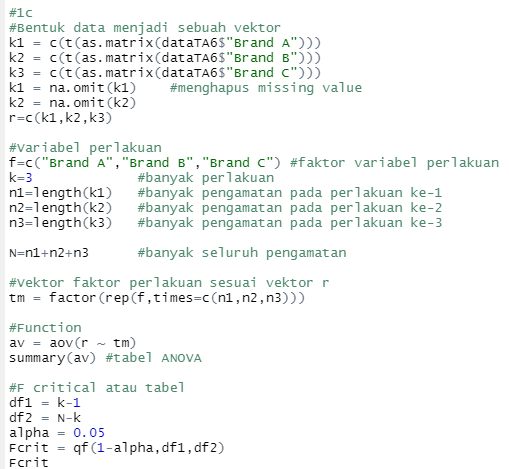 #1c
#Bentuk data menjadi sebuah vektor
k1 = c(t(as.matrix(dataTA6$"Brand A")))
k2 = c(t(as.matrix(dataTA6$"Brand B")))
k3 = c(t(as.matrix(dataTA6$"Brand C")))
k1 = na.omit(k1)    #menghapus missing value
k2 = na.omit(k2)
r=c(k1,k2,k3)

#Variabel perlakuan
f=c("Brand A","Brand B","Brand C") #faktor variabel perlakuan
k=3             #banyak perlakuan
n1=length(k1)   #banyak pengamatan pada perlakuan ke-1
n2=length(k2)   #banyak pengamatan pada perlakuan ke-2
n3=length(k3)   #banyak pengamatan pada perlakuan ke-3

N=n1+n2+n3      #banyak seluruh pengamatan

#Vektor faktor perlakuan sesuai vektor r
tm = factor(rep(f,times=c(n1,n2,n3)))

#Function
av = aov(r ~ tm)
summary(av) #tabel ANOVA

#F critical atau tabel
df1 = k-1
df2 = N-k
alpha = 0.05
Fcrit = qf(1-alpha,df1,df2)
Fcrit